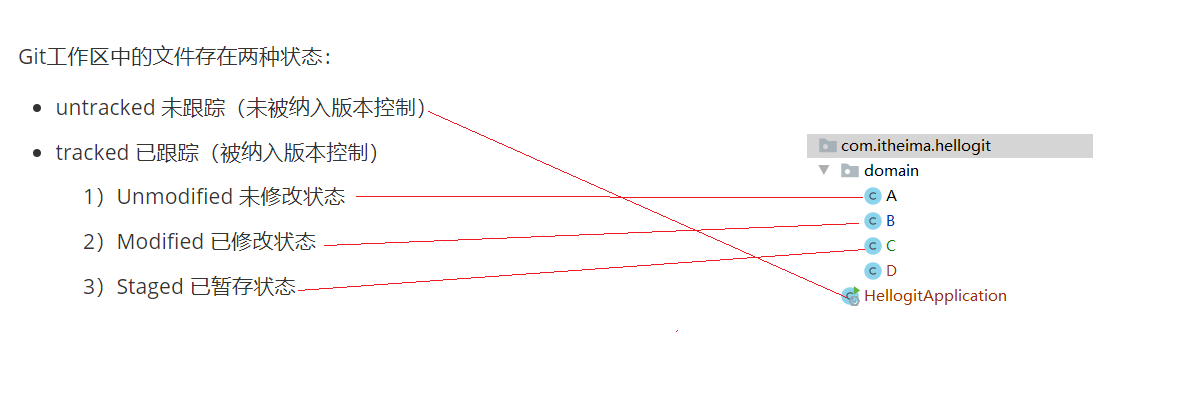 Git工作区中的文件存在两种状态：
untracked 未跟踪（未被纳入版本控制）
tracked 已跟踪（被纳入版本控制）
1）Unmodified 未修改状态
2）Modified 已修改状态
3）Staged 已暂存状态
com.itheima.hellogit
domain
C A
C B
C C
C D
C HellogitApplication